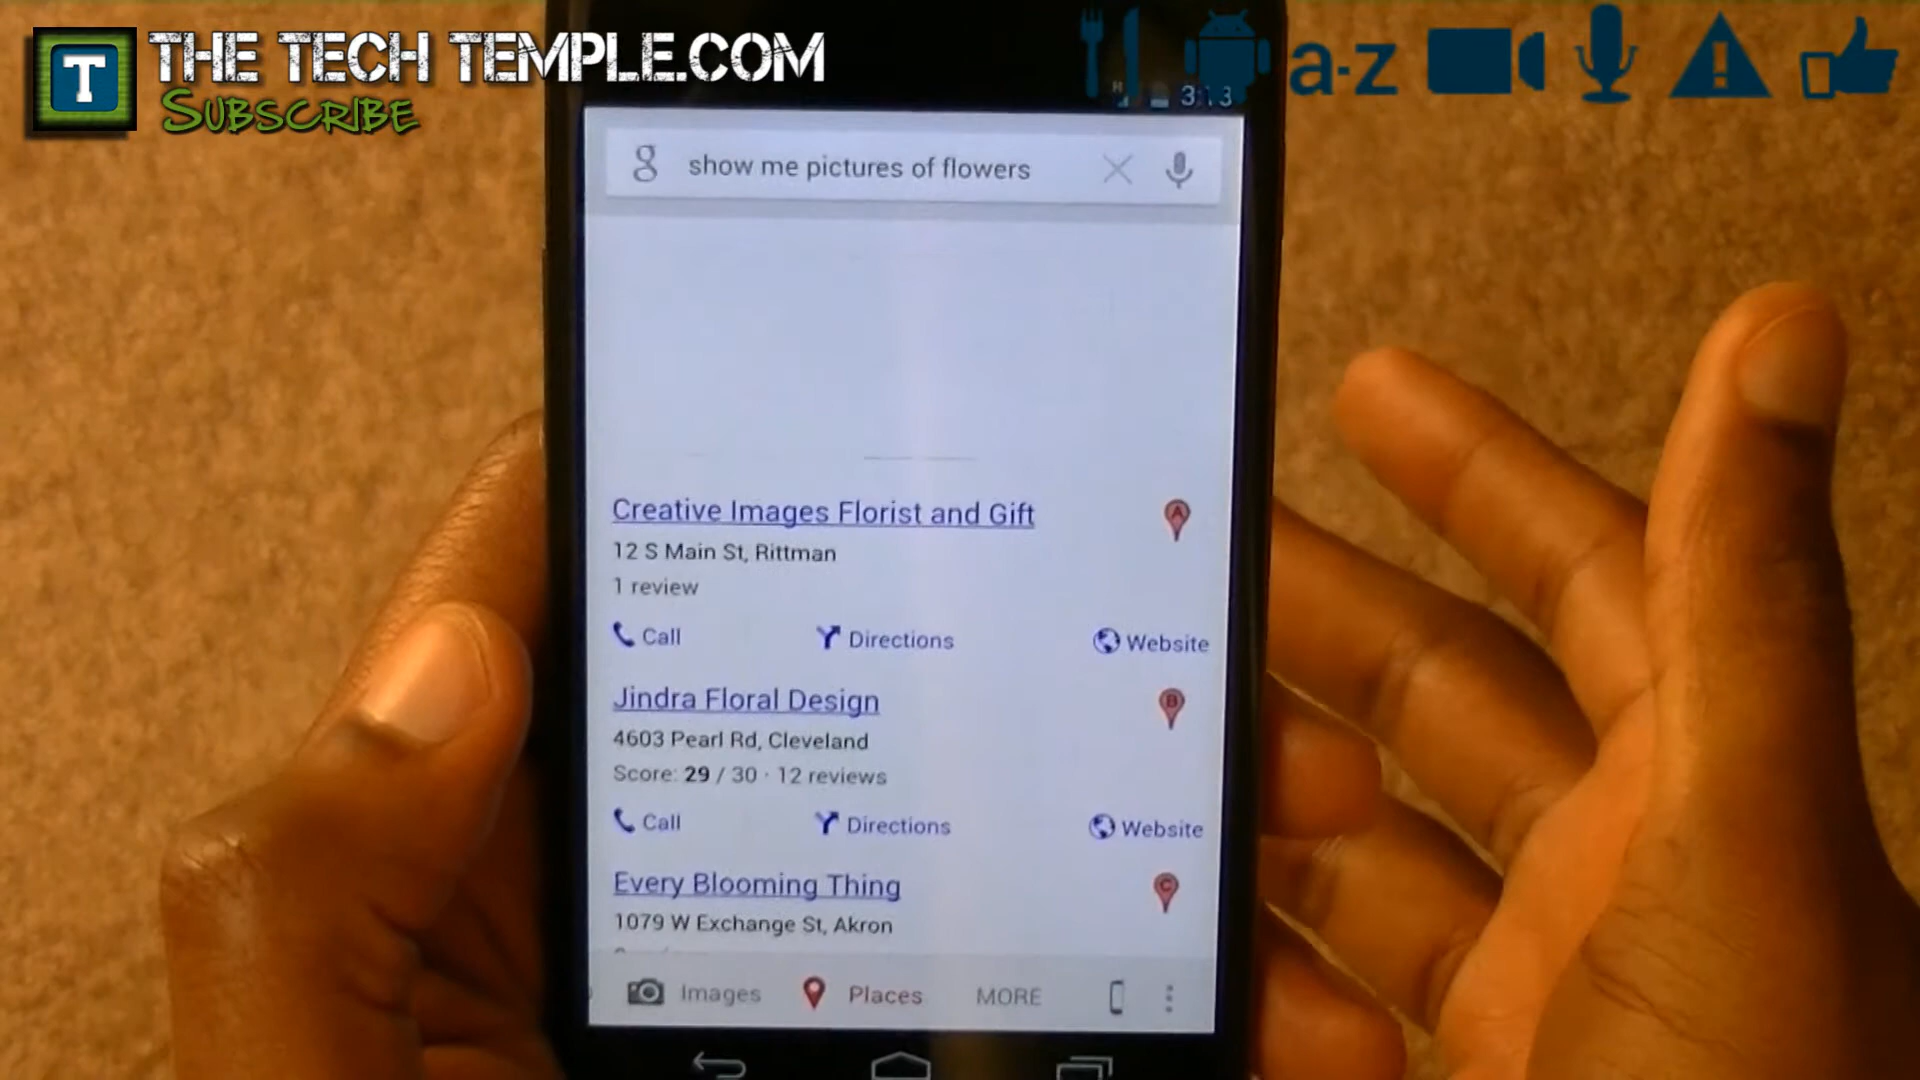 T THE TECH TEMPLE.COM
SUBSCRIBE
a-z
H 3:13
g show me pictures of flowers
Creative Images Florist and Gift
A
12 S Main St, Rittman
1 review
Call Directions Website
Jindra Floral Design
B
4603 Pearl Rd, Cleveland
Score: 29 / 30 · 12 reviews
Call Directions Website
Every Blooming Thing
C
1079 W Exchange St, Akron
Images Places MORE